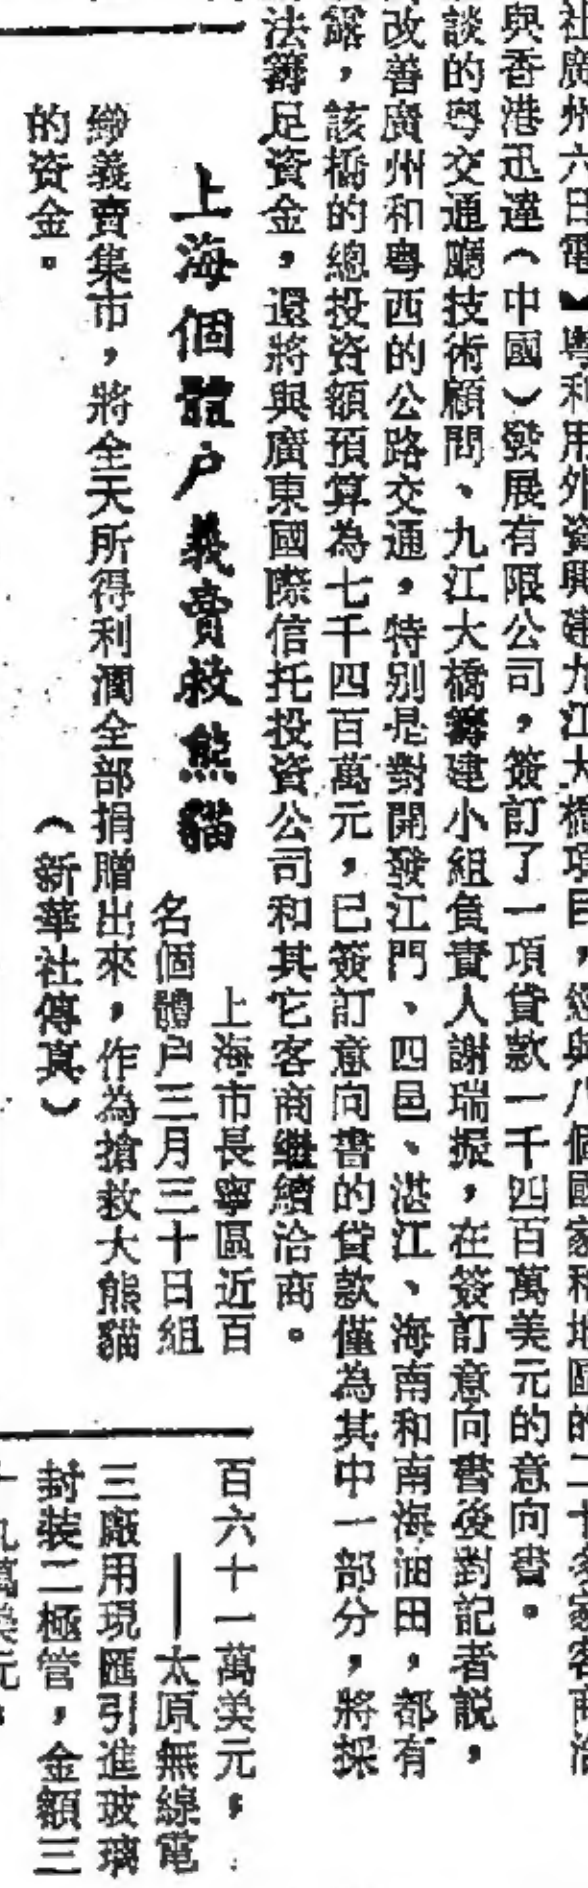 社廣州六日電】粵利用外資興建九江大橋項目，經與八個國家和地區的二十多家客商洽
與香港迅達（中國）發展有限公司，簽訂了一項貸款一千四百萬美元的意向書。
談的粵交通廳技術顧問、九江大橋籌建小組負責人謝瑞振，在簽訂意向書後對記者説，
改善廣州和粵西的公路交通，特别是對開發江門、四邑、湛江、海南和南海油田，都有
露，該橋的總投資額預算為七千四百萬元，已簽訂意向書的貸款僅為其中一部分，將採
法籌足資金，還將與廣東國際信托投資公司和其它客商繼續洽商。
上海個體户義賣救熊貓
上海市長寧區近百
名個體户三月三十日組
織義賣集市，將全天所得利潤全部捐贈出來，作為搶救大熊貓
的資金。
（新華社傳真）
百六十一萬美元，
——太原無線電
三廠用現匯引進玻璃
封裝二極管，金額三
十九萬美元，